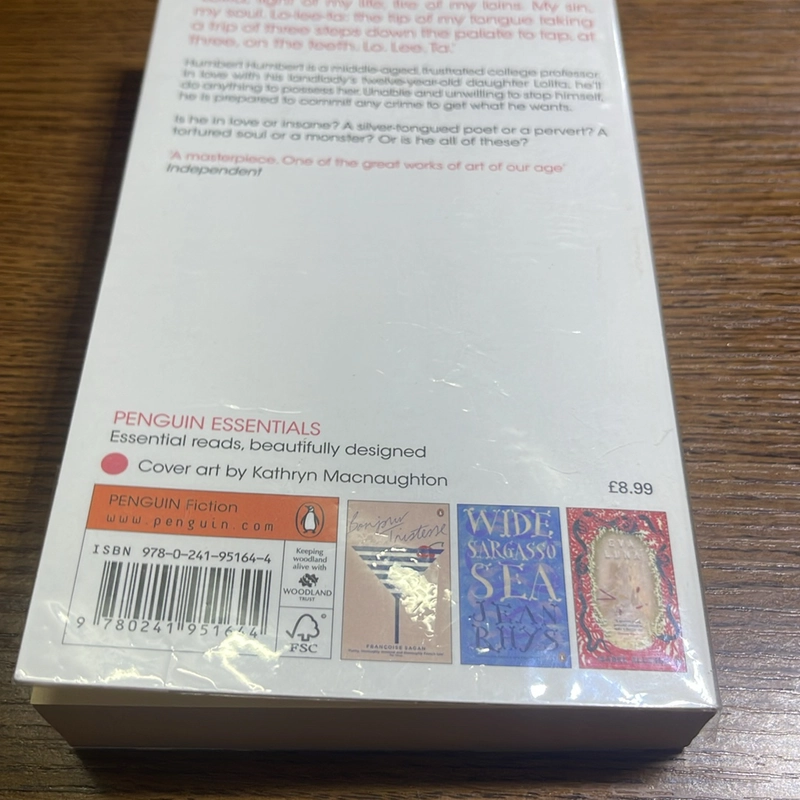 light of my life, fire of my loins. My sin,
my soul. Lo-lee-ta: the tip of my tongue taking
a trip of three steps down the palate to tap, at
three, on the teeth. Lo. Lee. Ta.'
Humbert Humbert is a middle-aged, frustrated college professor.
In love with his landlady's twelve-year-old daughter Lolita, he'll
do anything to possess her. Unable and unwilling to stop himself,
he is prepared to commit any crime to get what he wants.
Is he in love or insane? A silver-tongued poet or a pervert? A
tortured soul or a monster? Or is he all of these?
'A masterpiece. One of the great works of art of our age'
Independent
PENGUIN ESSENTIALS
Essential reads, beautifully designed
Cover art by Kathryn Macnaughton
£8.99
PENGUIN Fiction
www.penguin.com
ISBN 978-0-241-95164-4
9 780241 951644
Keeping
woodland
alive with
WOODLAND
TRUST
FSC
bonjour
Tristesse
FRANÇOISE SAGAN
WIDE
SARGASSO
SEA
JEAN
RHYS